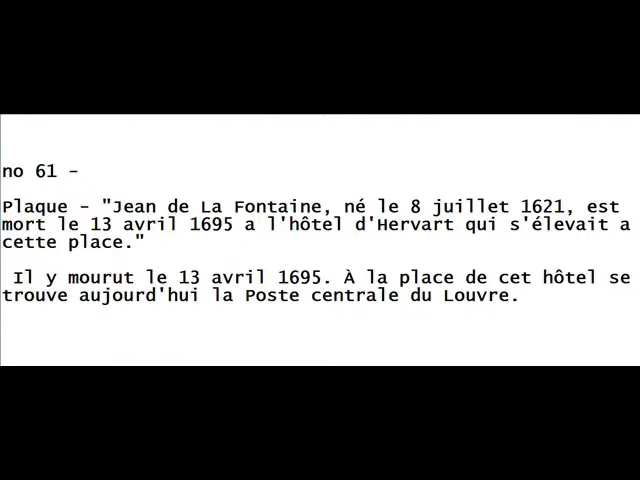 no 61 -
Plaque - "Jean de La Fontaine, né le 8 juillet 1621, est
mort le 13 avril 1695 a l'hôtel d'Hervart qui s'élevait a
cette place."
Il y mourut le 13 avril 1695. À la place de cet hôtel se
trouve aujourd'hui la Poste centrale du Louvre.